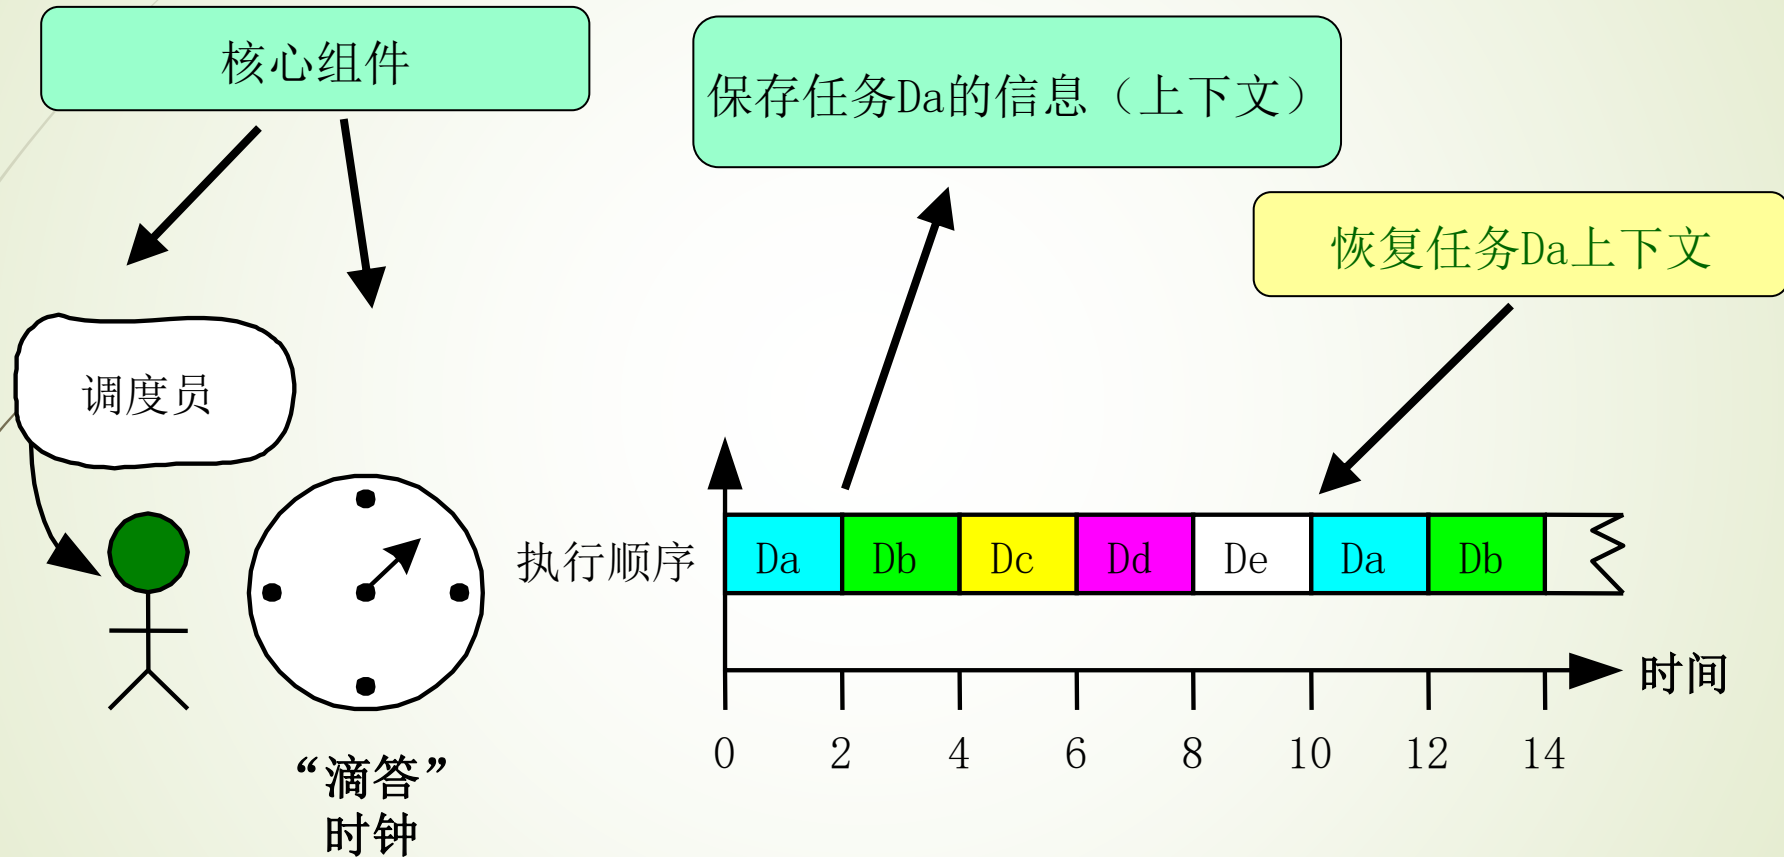 核心组件
保存任务Da的信息（上下文）
恢复任务Da上下文
调度员
执行顺序
Da Db Dc Dd De Da Db
时间
0 2 4 6 8 10 12 14
“滴答”
时钟